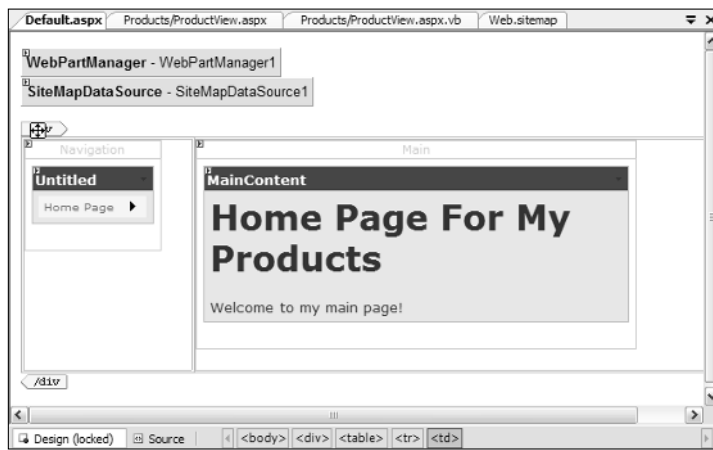 Default.aspx Products/ProductView.aspx Products/ProductView.aspx.vb Web.sitemap
WebPartManager - WebPartManager1
SiteMapDataSource - SiteMapDataSource1
Navigation
Main
Untitled
MainContent
Home Page
Home Page For My
Products
Welcome to my main page!
/div
Design (locked) Source <body> <div> <table> <tr> <td>